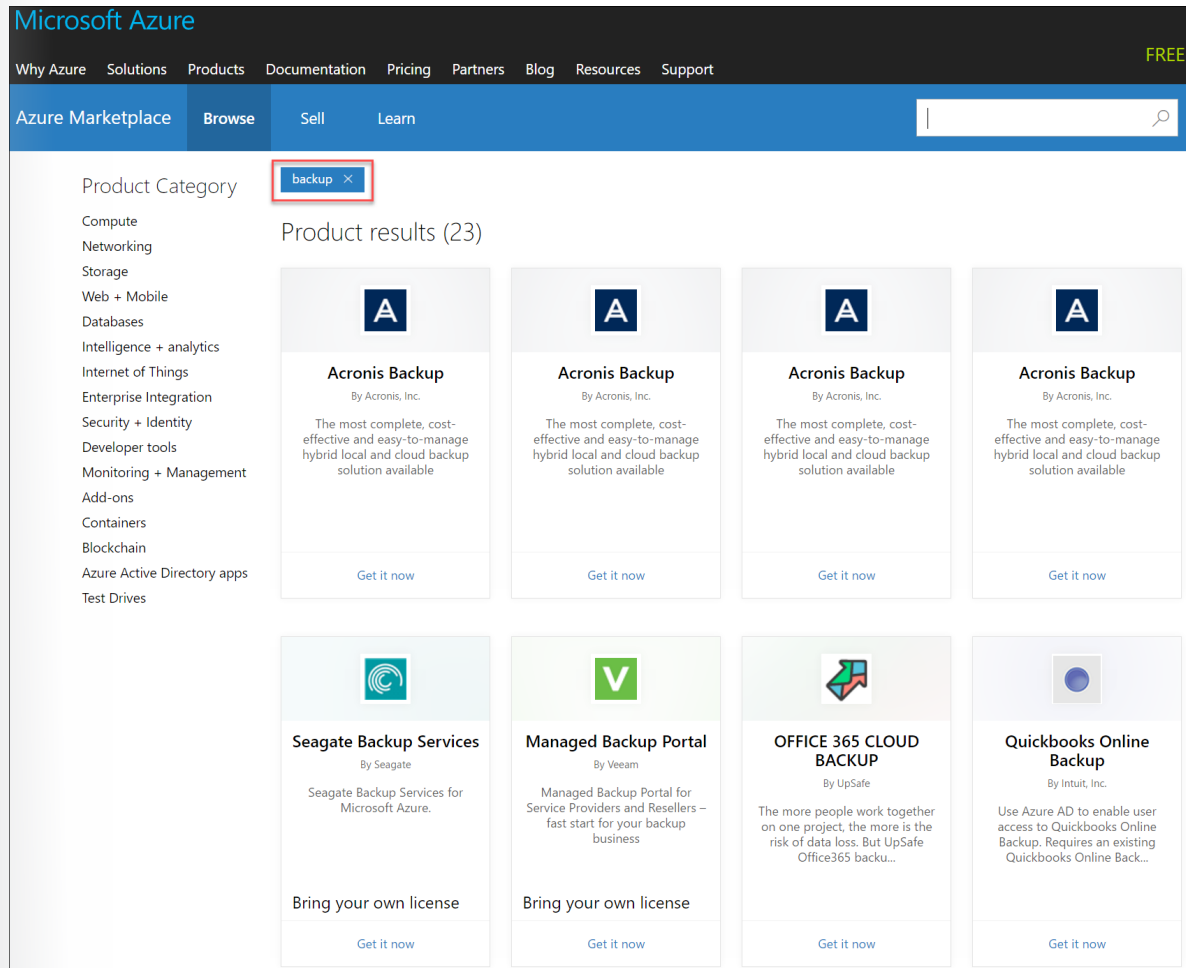 Microsoft Azure
FREE
Why Azure Solutions Products Documentation Pricing Partners Blog Resources Support
Azure Marketplace Browse Sell Learn
Product Category
Compute
Networking
Storage
Web + Mobile
Databases
Intelligence + analytics
Internet of Things
Enterprise Integration
Security + Identity
Developer tools
Monitoring + Management
Add-ons
Containers
Blockchain
Azure Active Directory apps
Test Drives
backup ×
Product results (23)
A
Acronis Backup
By Acronis, Inc.
The most complete, cost-
effective and easy-to-manage
hybrid local and cloud backup
solution available
Get it now
A
Acronis Backup
By Acronis, Inc.
The most complete, cost-
effective and easy-to-manage
hybrid local and cloud backup
solution available
Get it now
A
Acronis Backup
By Acronis, Inc.
The most complete, cost-
effective and easy-to-manage
hybrid local and cloud backup
solution available
Get it now
A
Acronis Backup
By Acronis, Inc.
The most complete, cost-
effective and easy-to-manage
hybrid local and cloud backup
solution available
Get it now
Seagate Backup Services
By Seagate
Seagate Backup Services for
Microsoft Azure.
Bring your own license
Get it now
V
Managed Backup Portal
By Veeam
Managed Backup Portal for
Service Providers and Resellers –
fast start for your backup
business
Bring your own license
Get it now
OFFICE 365 CLOUD
BACKUP
By UpSafe
The more people work together
on one project, the more is the
risk of data loss. But UpSafe
Office365 backu...
Get it now
Quickbooks Online
Backup
By Intuit, Inc.
Use Azure AD to enable user
access to Quickbooks Online
Backup. Requires an existing
Quickbooks Online Back...
Get it now